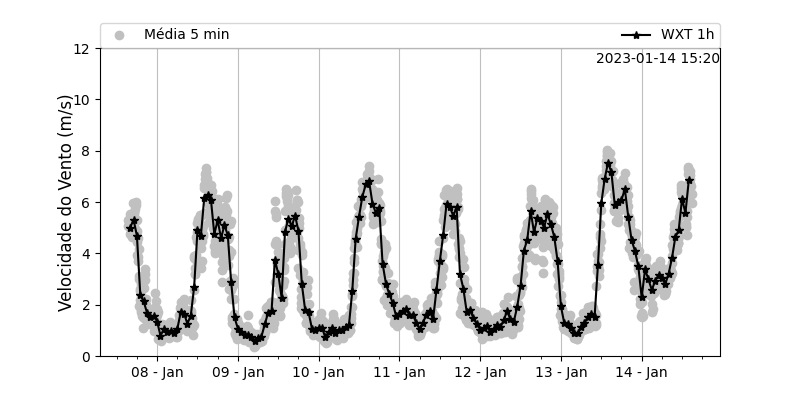 Média 5 min
WXT 1h
2023-01-14 15:20
Velocidade do Vento (m/s)
12
10
8
6
4
2
0
08 - Jan
09 - Jan
10 - Jan
11 - Jan
12 - Jan
13 - Jan
14 - Jan